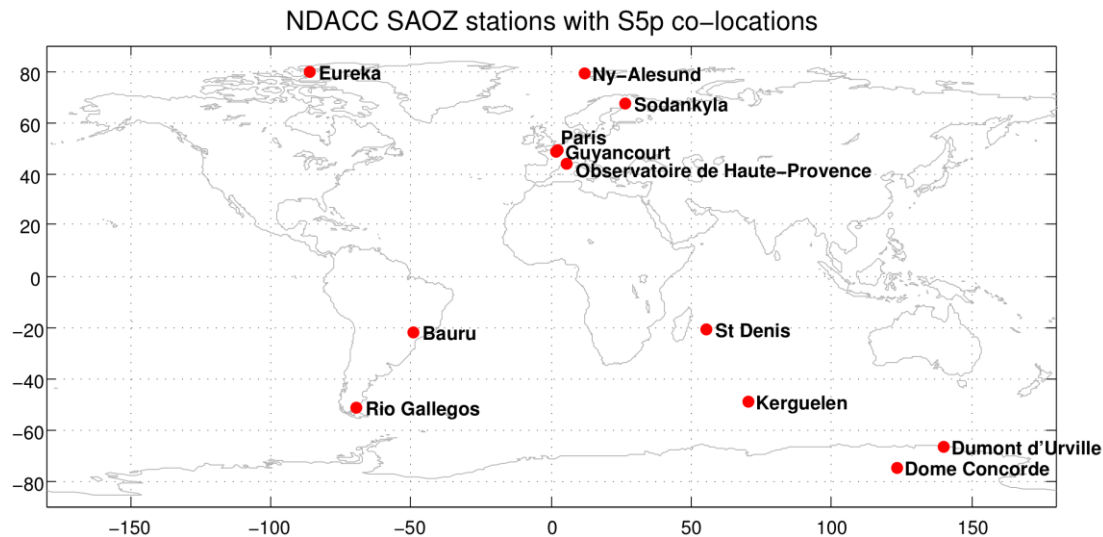 NDACC SAOZ stations with S5p co−locations
80
Eureka
Ny−Alesund
Sodankyla
60
Paris
Guyancourt
Observatoire de Haute−Provence
40
20
0
−20
Bauru
St Denis
−40
Rio Gallegos
Kerguelen
−60
Dumont d'Urville
Dome Concorde
−80
−150 −100 −50 0 50 100 150